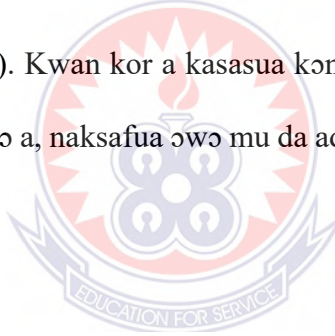 ). Kwan kor a kasasua kɔn
ɔ a, naksafua ɔwɔ mu da ad
EDUCATION FOR SERVICE